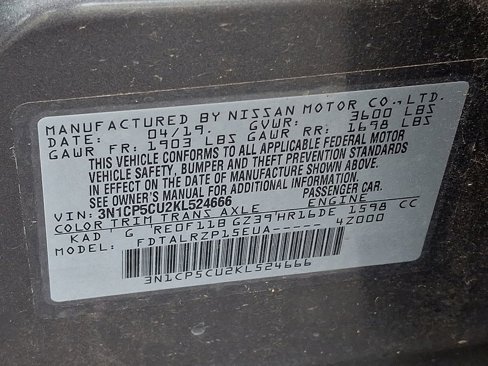 MANUFACTURED BY NISSAN MOTOR CO., LTD.
DATE: 04/19. GVWR: 3600 LBS
GAWR FR: 1903 LBS GAWR RR: 1698 LBS
THIS VEHICLE CONFORMS TO ALL APPLICABLE FEDERAL MOTOR
VEHICLE SAFETY, BUMPER AND THEFT PREVENTION STANDARDS
IN EFFECT ON THE DATE OF MANUFACTURE SHOWN ABOVE.
SEE OWNER'S MANUAL FOR ADDITIONAL INFORMATION.
VIN: 3N1CP5CU2KL524666 PASSENGER CAR.
COLOR TRIM TRANS AXLE ENGINE
KAD G RE0F11B GZ39 HR16DE 1598 CC
MODEL: FDTALRZP15EUA----- 42000
3N1CP5CU2KL524666